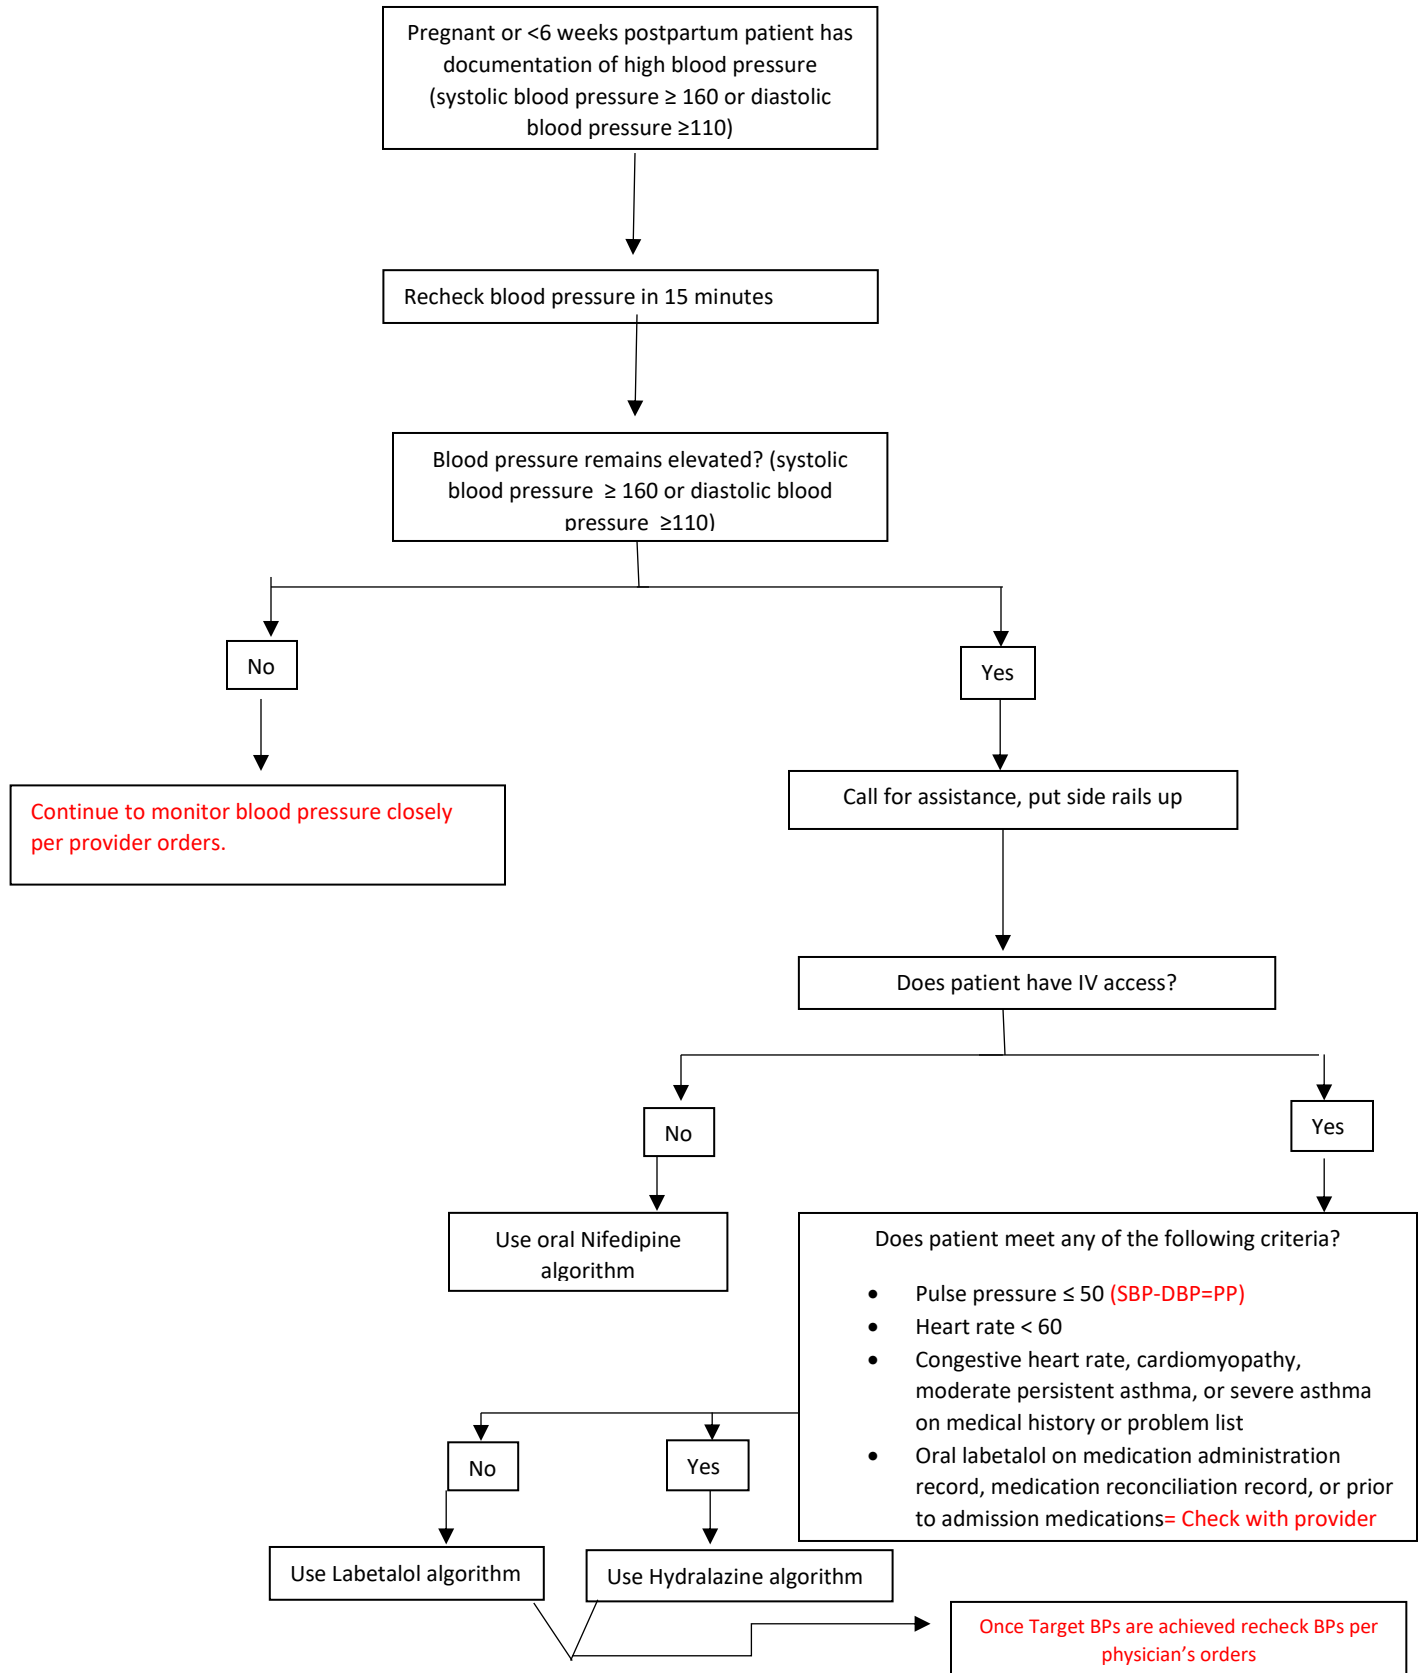 Pregnant or <6 weeks postpartum patient has
documentation of high blood pressure
(systolic blood pressure ≥ 160 or diastolic
blood pressure ≥110)
Recheck blood pressure in 15 minutes
Blood pressure remains elevated? (systolic
blood pressure ≥ 160 or diastolic blood
pressure ≥110)
No
Yes
Continue to monitor blood pressure closely
per provider orders.
Call for assistance, put side rails up
Does patient have IV access?
No
Yes
Use oral Nifedipine
algorithm
Does patient meet any of the following criteria?
• Pulse pressure ≤ 50 (SBP-DBP=PP)
• Heart rate < 60
• Congestive heart rate, cardiomyopathy,
moderate persistent asthma, or severe asthma
on medical history or problem list
• Oral labetalol on medication administration
record, medication reconciliation record, or prior
to admission medications= Check with provider
No
Yes
Use Labetalol algorithm
Use Hydralazine algorithm
Once Target BPs are achieved recheck BPs per
physician's orders